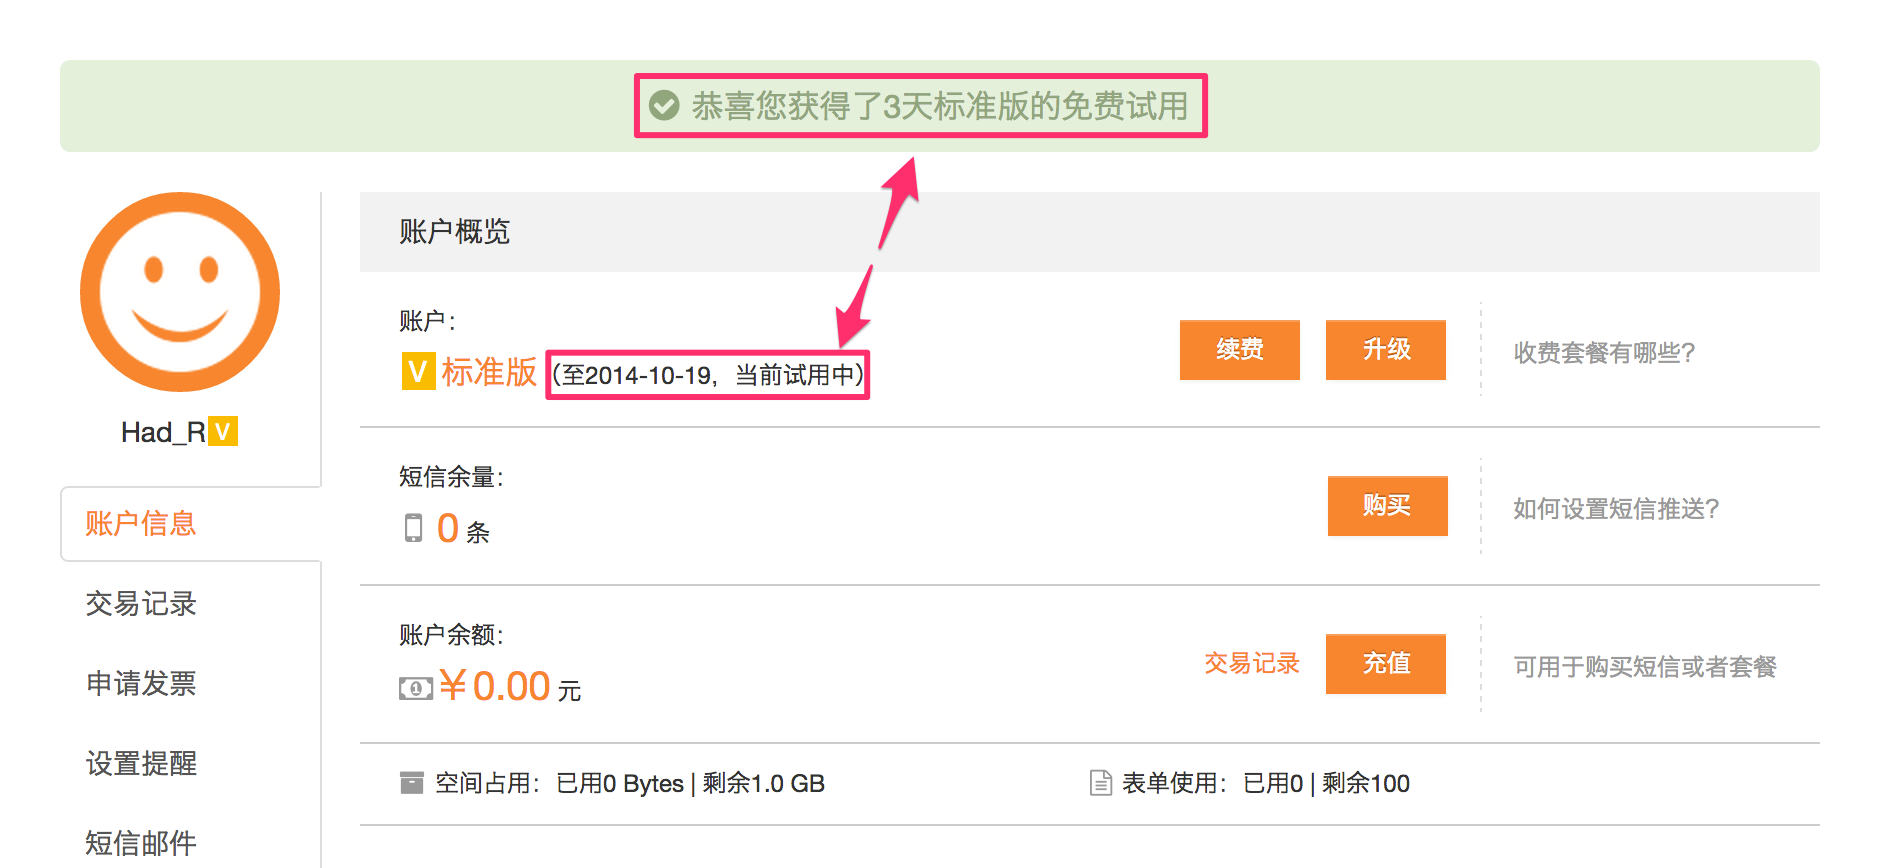 恭喜您获得了3天标准版的免费试用
Had_R V
账户信息
交易记录
申请发票
设置提醒
短信邮件
账户概览
账户：
V 标准版 (至2014-10-19，当前试用中)
续费 升级
收费套餐有哪些?
短信余量：
0 条
购买
如何设置短信推送?
账户余额：
¥0.00 元
交易记录 充值
可用于购买短信或者套餐
空间占用：已用0 Bytes | 剩余1.0 GB
表单使用：已用0 | 剩余100